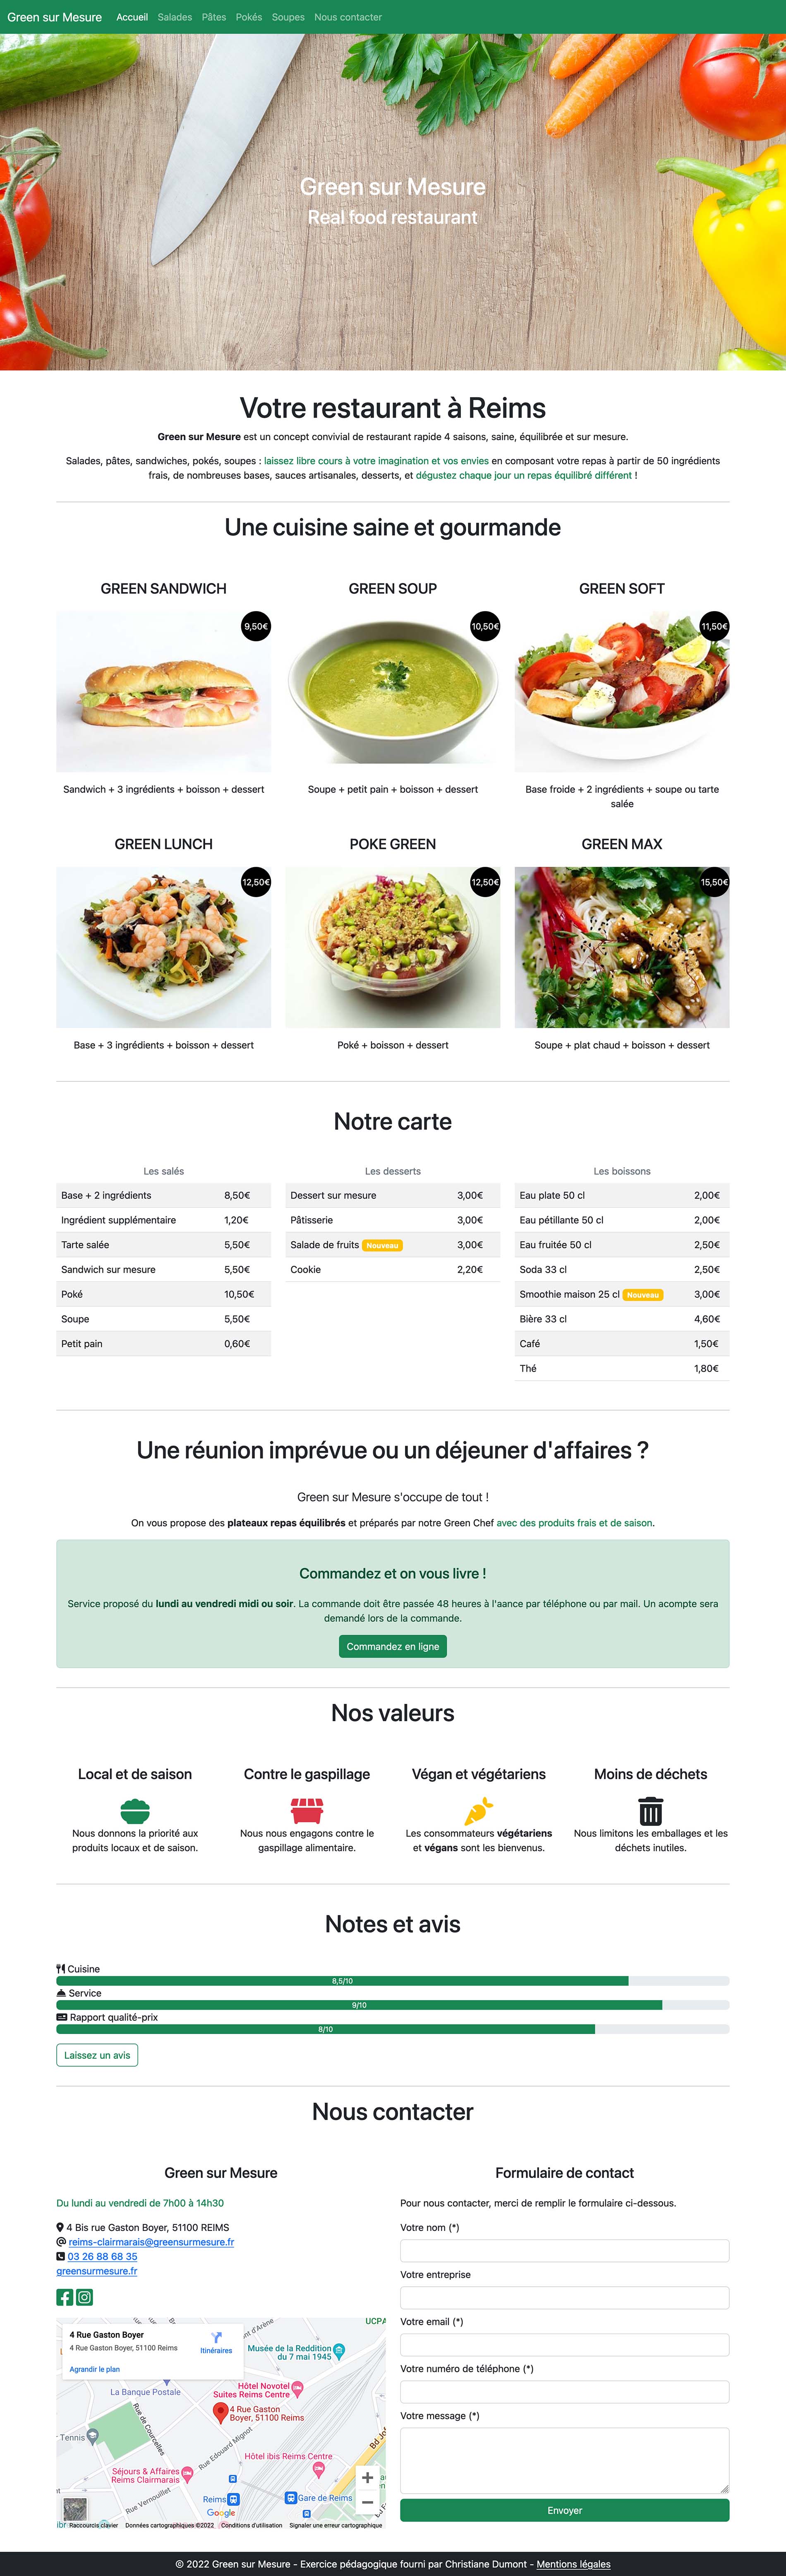 Green sur Mesure Accueil Salades Pâtes Pokés Soupes Nous contacter
Green sur Mesure
Real food restaurant
Votre restaurant à Reims
Green sur Mesure est un concept convivial de restaurant rapide 4 saisons, saine, équilibrée et sur mesure.
Salades, pâtes, sandwiches, pokés, soupes : laissez libre cours à votre imagination et vos envies en composant votre repas à partir de 50 ingrédients
frais, de nombreuses bases, sauces artisanales, desserts, et dégustez chaque jour un repas équilibré différent !
Une cuisine saine et gourmande
GREEN SANDWICH
9,50€
Sandwich + 3 ingrédients + boisson + dessert
GREEN SOUP
10,50€
Soupe + petit pain + boisson + dessert
GREEN SOFT
11,50€
Base froide + 2 ingrédients + soupe ou tarte
salée
GREEN LUNCH
12,50€
Base + 3 ingrédients + boisson + dessert
POKE GREEN
12,50€
Poké + boisson + dessert
GREEN MAX
15,50€
Soupe + plat chaud + boisson + dessert
Notre carte
Les salés
Base + 2 ingrédients 8,50€
Ingrédient supplémentaire 1,20€
Tarte salée 5,50€
Sandwich sur mesure 5,50€
Poké 10,50€
Soupe 5,50€
Petit pain 0,60€
Les desserts
Dessert sur mesure 3,00€
Pâtisserie 3,00€
Salade de fruits Nouveau 3,00€
Cookie 2,20€
Les boissons
Eau plate 50 cl 2,00€
Eau pétillante 50 cl 2,00€
Eau fruitée 50 cl 2,50€
Soda 33 cl 2,50€
Smoothie maison 25 cl Nouveau 3,00€
Bière 33 cl 4,60€
Café 1,50€
Thé 1,80€
Une réunion imprévue ou un déjeuner d'affaires ?
Green sur Mesure s'occupe de tout !
On vous propose des plateaux repas équilibrés et préparés par notre Green Chef avec des produits frais et de saison.
Commandez et on vous livre !
Service proposé du lundi au vendredi midi ou soir. La commande doit être passée 48 heures à l'aance par téléphone ou par mail. Un acompte sera
demandé lors de la commande.
Commandez en ligne
Nos valeurs
Local et de saison
Nous donnons la priorité aux
produits locaux et de saison.
Contre le gaspillage
Nous nous engagons contre le
gaspillage alimentaire.
Végan et végétariens
Les consommateurs végétariens
et végans sont les bienvenus.
Moins de déchets
Nous limitons les emballages et les
déchets inutiles.
Notes et avis
Cuisine
8,5/10
Service
9/10
Rapport qualité-prix
8/10
Laissez un avis
Nous contacter
Green sur Mesure
Du lundi au vendredi de 7h00 à 14h30
4 Bis rue Gaston Boyer, 51100 REIMS
reims-clairmarais@greensurmesure.fr
03 26 88 68 35
greensurmesure.fr
4 Rue Gaston Boyer
4 Rue Gaston Boyer, 51100 Reims
Itinéraires
Agrandir le plan
UCPA
nt d'Arène
Musée de la Reddition
du 7 mai 1945
La Banque Postale
Hôtel Novotel
Suites Reims Centre
4 Rue Gaston
Boyer, 51100 Reims
Rue de Courcelles
Tennis
Rue Edouard Mignot
Bd Jo
Hôtel ibis Reims Centre
Séjours & Affaires
Reims Clairmarais
Rue Vernouillet
Reims
Gare de Reims
Google
Raccourcis clavier Données cartographiques ©2022 Conditions d'utilisation Signaler une erreur cartographique
Formulaire de contact
Pour nous contacter, merci de remplir le formulaire ci-dessous.
Votre nom (*)
Votre entreprise
Votre email (*)
Votre numéro de téléphone (*)
Votre message (*)
Envoyer
© 2022 Green sur Mesure - Exercice pédagogique fourni par Christiane Dumont - Mentions légales